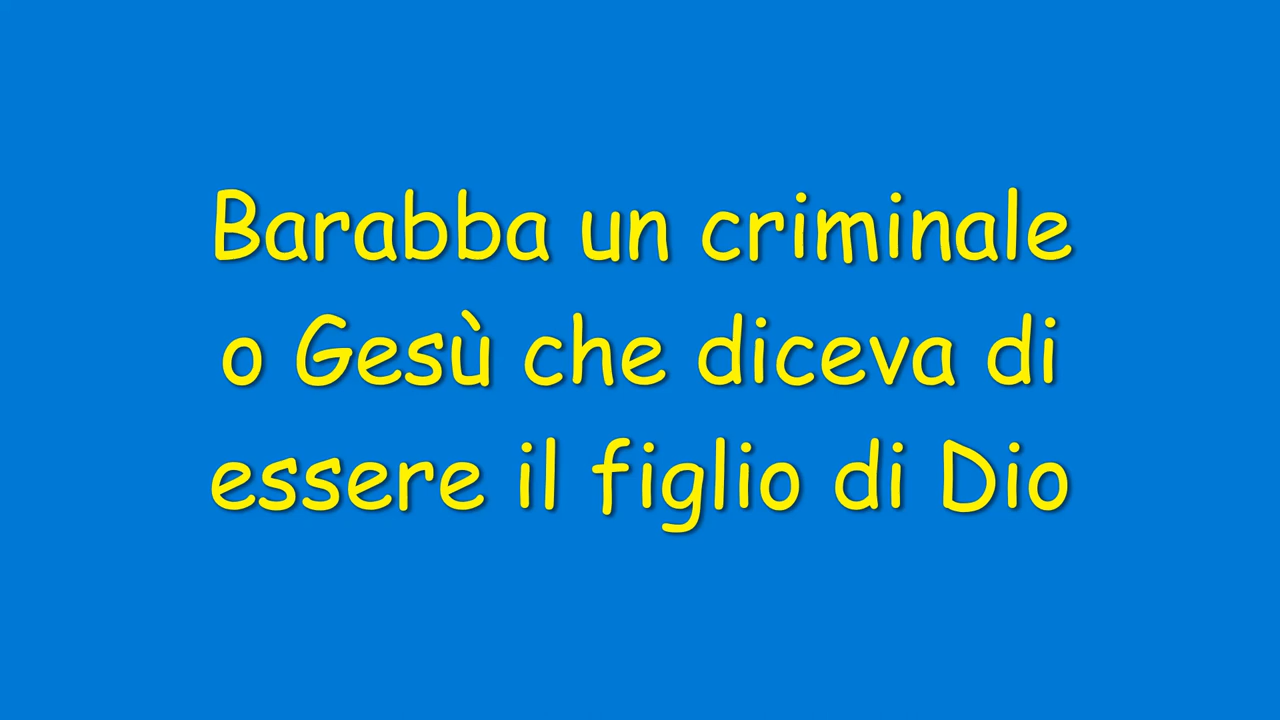 Barabba un criminale
o Gesù che diceva di
essere il figlio di Dio